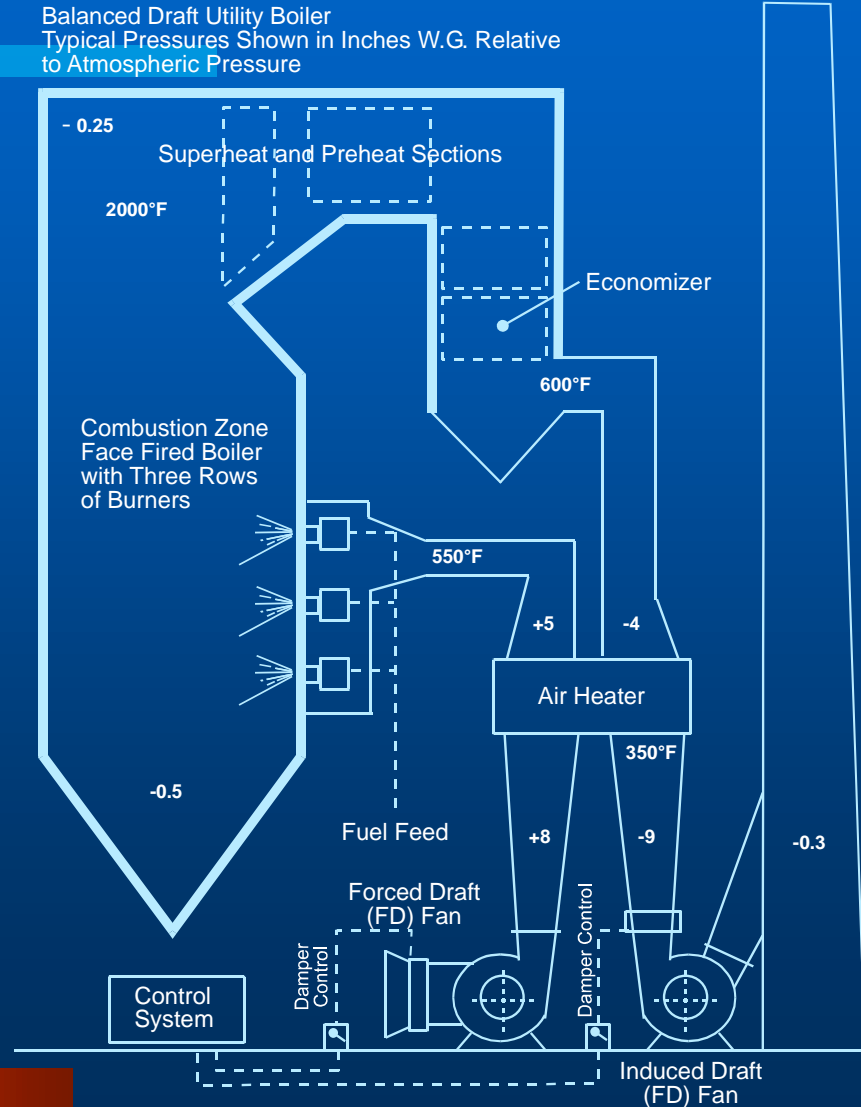 Balanced Draft Utility Boiler
Typical Pressures Shown in Inches W.G. Relative
to Atmospheric Pressure
- 0.25
Superheat and Preheat Sections
2000°F
Economizer
600°F
Combustion Zone
Face Fired Boiler
with Three Rows
of Burners
550°F
+5
-4
Air Heater
350°F
-0.5
Fuel Feed
+8
-9
-0.3
Forced Draft
(FD) Fan
Damper
Control
Damper Control
Control
System
Induced Draft
(FD) Fan